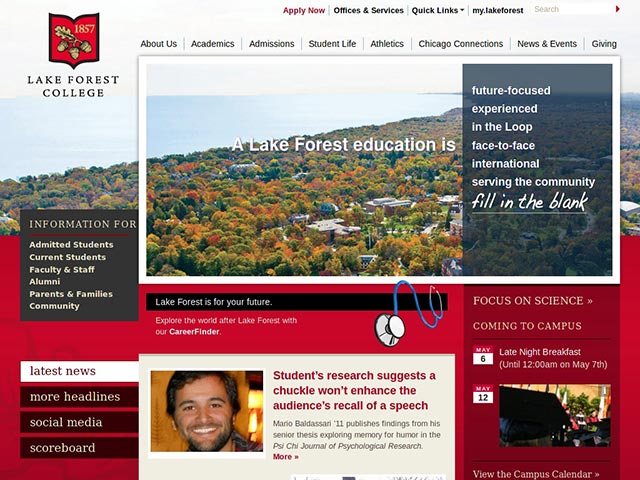 Apply Now
Offices & Services
Quick Links
my.lakeforest
Search
1857
LAKE FOREST
COLLEGE
About Us
Academics
Admissions
Student Life
Athletics
Chicago Connections
News & Events
Giving
A Lake Forest education is
future-focused
experienced
in the Loop
face-to-face
international
serving the community
fill in the blank
INFORMATION FOR
Admitted Students
Current Students
Faculty & Staff
Alumni
Parents & Families
Community
Lake Forest is for your future.
Explore the world after Lake Forest with
our CareerFinder.
latest news
more headlines
social media
scoreboard
Student’s research suggests a
chuckle won’t enhance the
audience’s recall of a speech
Mario Baldassari ’11 publishes findings from his
senior thesis exploring memory for humor in the
Psi Chi Journal of Psychological Research.
More »
FOCUS ON SCIENCE »
COMING TO CAMPUS
MAY
6
Late Night Breakfast
(Until 12:00am on May 7th)
MAY
12
View the Campus Calendar »